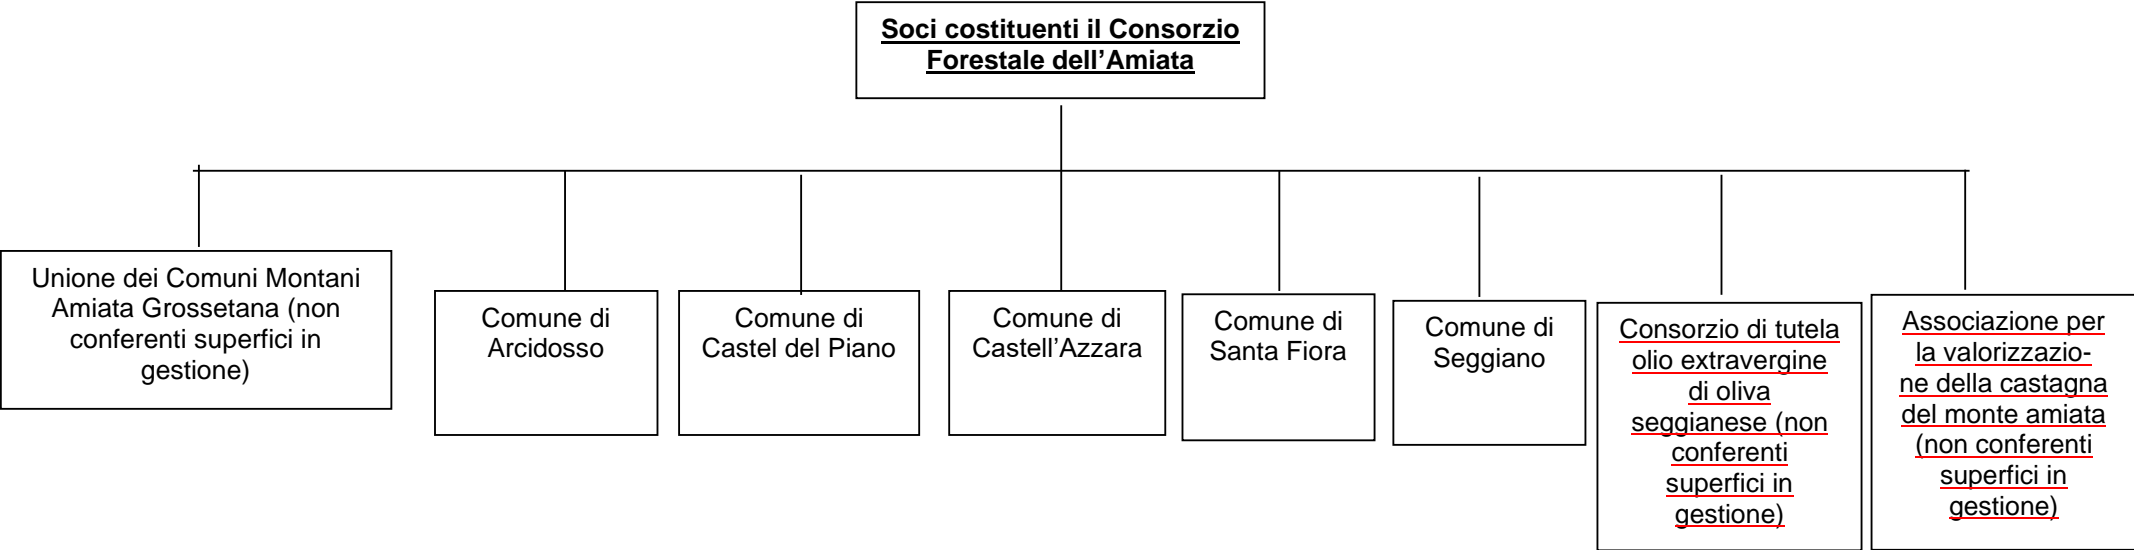 Soci costituenti il Consorzio
Forestale dell’Amiata
Unione dei Comuni Montani
Amiata Grossetana (non
conferenti superfici in
gestione)
Comune di
Arcidosso
Comune di
Castel del Piano
Comune di
Castell’Azzara
Comune di
Santa Fiora
Comune di
Seggiano
Consorzio di tutela
olio extravergine
di oliva
seggianese (non
conferenti
superfici in
gestione)
Associazione per
la valorizzazio-
ne della castagna
del monte amiata
(non conferenti
superfici in
gestione)